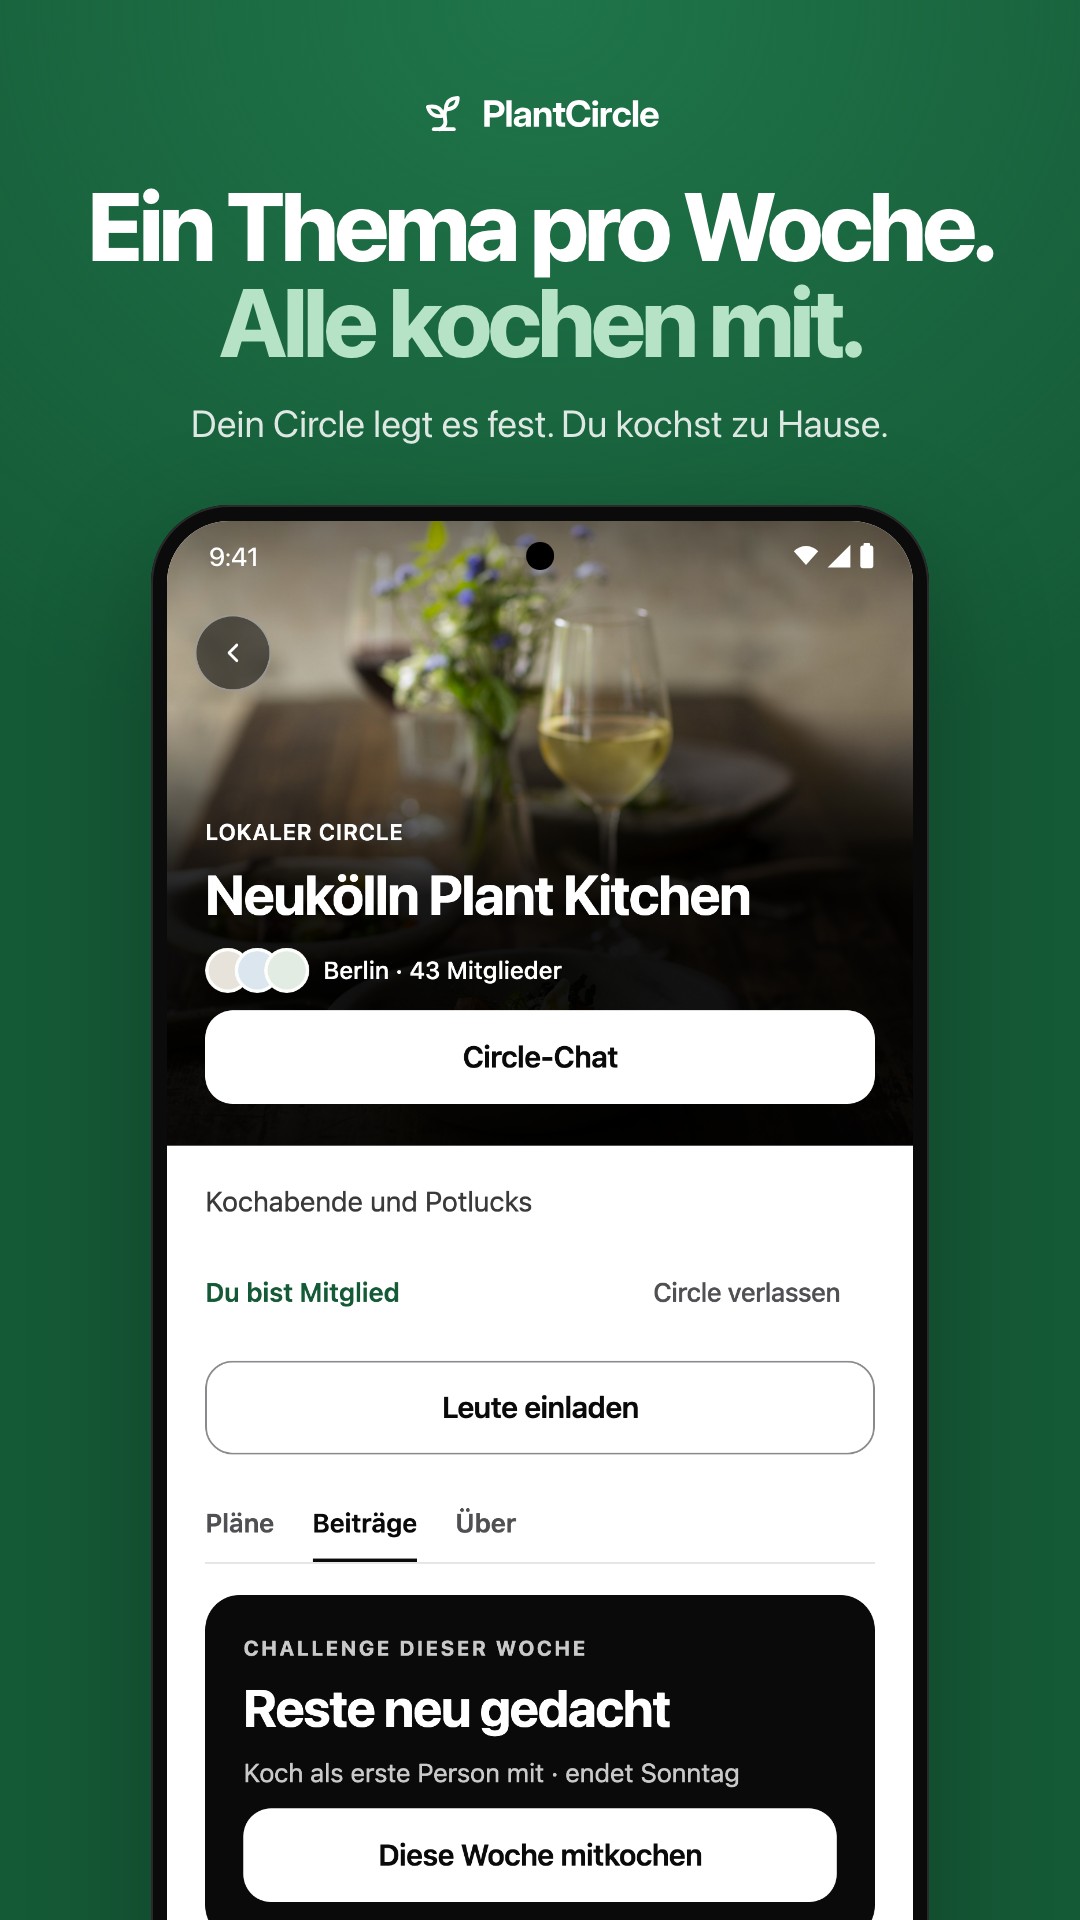 PlantCircle
Ein Thema pro Woche.
Alle kochen mit.
Dein Circle legt es fest. Du kochst zu Hause.
9:41
LOKALER CIRCLE
Neukölln Plant Kitchen
Berlin · 43 Mitglieder
Circle-Chat
Kochabende und Potlucks
Du bist Mitglied
Circle verlassen
Leute einladen
Pläne
Beiträge
Über
CHALLENGE DIESER WOCHE
Reste neu gedacht
Koch als erste Person mit · endet Sonntag
Diese Woche mitkochen